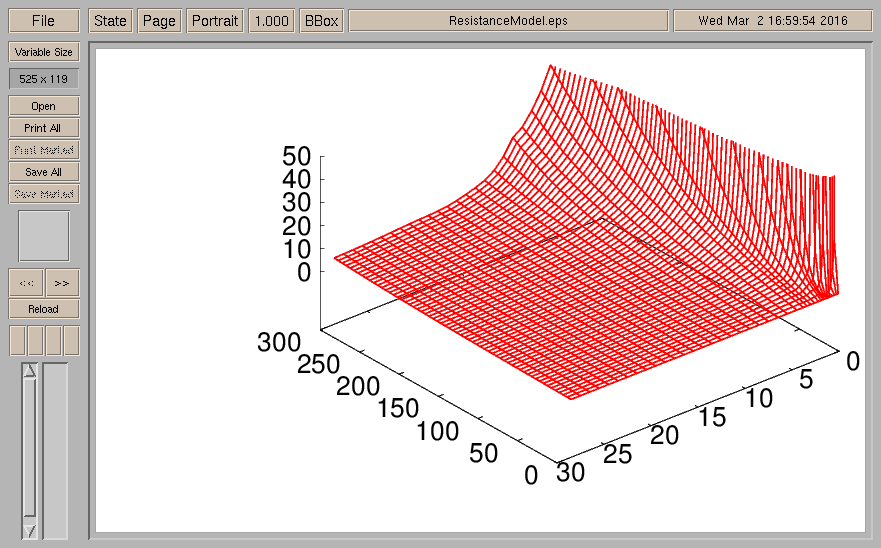 File
State
Page
Portrait
1.000
BBox
ResistanceModel.eps
Wed Mar 2 16:59:54 2016
Variable Size
525 x 119
Open
Print All
Print Marked
Save All
Save Marked
<<
>>
Reload
50
40
30
20
10
0
300
250
200
150
100
50
0
30
25
20
15
10
5
0